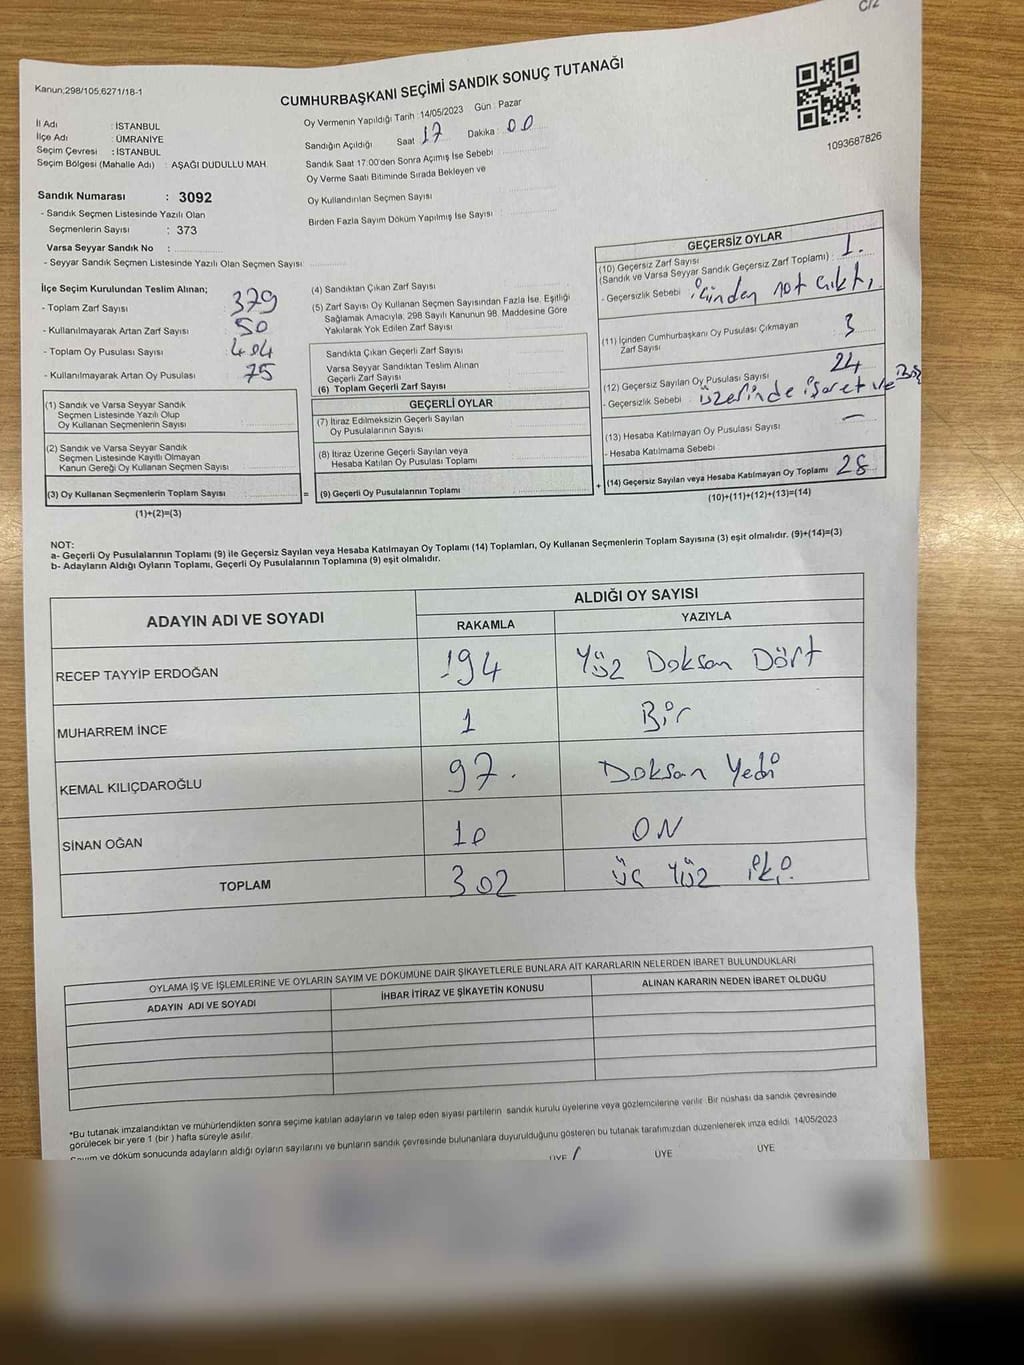 C/2
Kanun;298/105,6271/18-1
CUMHURBAŞKANI SEÇİMİ SANDIK SONUÇ TUTANAĞI
1093687826
İl Adı : İSTANBUL
İlçe Adı : ÜMRANİYE
Seçim Çevresi : İSTANBUL
Seçim Bölgesi (Mahalle Adı) : AŞAĞI DUDULLU MAH.
Oy Vermenin Yapıldığı Tarih :14/05/2023 Gün : Pazar
Sandığın Açıldığı Saat 17 Dakika : 00
Sandık Saat 17:00'den Sonra Açımış İse Sebebi
Oy Verme Saati Bitiminde Sırada Bekleyen ve
Oy Kullandırılan Seçmen Sayısı
Birden Fazla Sayım Döküm Yapılmış İse Sayısı :
Sandık Numarası : 3092
- Sandık Seçmen Listesinde Yazılı Olan
Seçmenlerin Sayısı : 373
Varsa Seyyar Sandık No :
- Seyyar Sandık Seçmen Listesinde Yazılı Olan Seçmen Sayısı:
İlçe Seçim Kurulundan Teslim Alınan;
- Toplam Zarf Sayısı 379
- Kullanılmayarak Artan Zarf Sayısı 50
- Toplam Oy Pusulası Sayısı 404
- Kullanılmayarak Artan Oy Pusulası 75
(1) Sandık ve Varsa Seyyar Sandık
Seçmen Listesinde Yazılı Olup
Oy Kullanan Seçmenlerin Sayısı
(2) Sandık ve Varsa Seyyar Sandık
Seçmen Listesinde Kayıtlı Olmayan
Kanun Gereği Oy Kullanan Seçmen Sayısı
(3) Oy Kullanan Seçmenlerin Toplam Sayısı
(1)+(2)=(3)
=
(4) Sandıktan Çıkan Zarf Sayısı
(5) Zarf Sayısı Oy Kullanan Seçmen Sayısından Fazla İse, Eşitliği
Sağlamak Amacıyla, 298 Sayılı Kanunun 98. Maddesine Göre
Yakılarak Yok Edilen Zarf Sayısı
Sandıkta Çıkan Geçerli Zarf Sayısı
Varsa Seyyar Sandıktan Teslim Alınan
Geçerli Zarf Sayısı
(6) Toplam Geçerli Zarf Sayısı
GEÇERLİ OYLAR
(7) İtiraz Edilmeksizin Geçerli Sayılan
Oy Pusulalarının Sayısı
(8) İtiraz Üzerine Geçerli Sayılan veya
Hesaba Katılan Oy Pusulası Toplamı
(9) Geçerli Oy Pusulalarının Toplamı
+
GEÇERSİZ OYLAR
(10) Geçersiz Zarf Sayısı
(Sandık ve Varsa Seyyar Sandık Geçersiz Zarf Toplamı) : 1.
- Geçersizlik Sebebi : içinden not çıktı,
(11) İçinden Cumhurbaşkanı Oy Pusulası Çıkmayan
Zarf Sayısı 3
(12) Geçersiz Sayılan Oy Pusulası Sayısı 24
- Geçersizlik Sebebi : üzerinde işaret ve Boş
(13) Hesaba Katılmayan Oy Pusulası Sayısı —
- Hesaba Katılmama Sebebi
(14) Geçersiz Sayılan veya Hesaba Katılmayan Oy Toplamı 28
(10)+(11)+(12)+(13)=(14)
NOT:
a- Geçerli Oy Pusulalarının Toplamı (9) ile Geçersiz Sayılan veya Hesaba Katılmayan Oy Toplamı (14) Toplamları, Oy Kullanan Seçmenlerin Toplam Sayısına (3) eşit olmalıdır. (9)+(14)=(3)
b- Adayların Aldığı Oyların Toplamı, Geçerli Oy Pusulalarının Toplamına (9) eşit olmalıdır.
ADAYIN ADI VE SOYADI
ALDIĞI OY SAYISI
RAKAMLA YAZIYLA
RECEP TAYYİP ERDOĞAN 194 Yüz Doksan Dört
MUHARREM İNCE 1 Bir
KEMAL KILIÇDAROĞLU 97. Doksan Yedi
SİNAN OĞAN 10 ON
TOPLAM 302 üç yüz iki.
OYLAMA İŞ VE İŞLEMLERİNE VE OYLARIN SAYIM VE DÖKÜMÜNE DAİR ŞİKAYETLERLE BUNLARA AİT KARARLARIN NELERDEN İBARET BULUNDUKLARI
ADAYIN ADI VE SOYADI İHBAR İTİRAZ VE ŞİKAYETİN KONUSU ALINAN KARARIN NEDEN İBARET OLDUĞU
*Bu tutanak imzalandıktan ve mühürlendikten sonra seçime katılan adayların ve talep eden siyasi partilerin sandık kurulu üyelerine veya gözlemcilerine verilir. Bir nüshası da sandık çevresinde
görülecek bir yere 1 (bir ) hafta süreyle asılır.
Sayım ve döküm sonucunda adayların aldığı oyların sayılarını ve bunların sandık çevresinde bulunanlara duyurulduğunu gösteren bu tutanak tarafımızdan düzenlenerek imza edildi. 14/05/2023
ÜYE ÜYE ÜYE